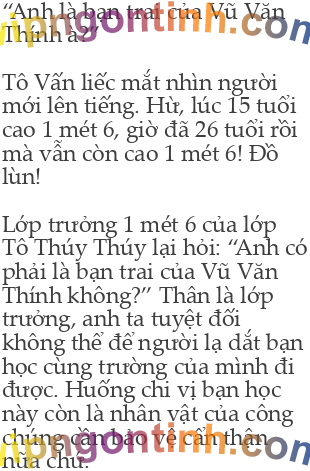 “Anh là bạn trai của Vũ Văn
Thính à?”
Tô Vấn liếc mắt nhìn người
mới lên tiếng. Hừ, lúc 15 tuổi
cao 1 mét 6, giờ đã 26 tuổi rồi
mà vẫn còn cao 1 mét 6! Đồ
lùn!
Lớp trưởng 1 mét 6 của lớp
Tô Thúy Thúy lại hỏi: “Anh có
phải là bạn trai của Vũ Văn
Thính không?” Thân là lớp
trưởng, anh ta tuyệt đối
không thể để người lạ dắt bạn
học cùng trường của mình đi
được. Huống chi vị bạn học
này còn là nhân vật của công
chúng cần bảo vệ cẩn thận
nữa chứ.
vipngontinh.com
vipngontinh.com